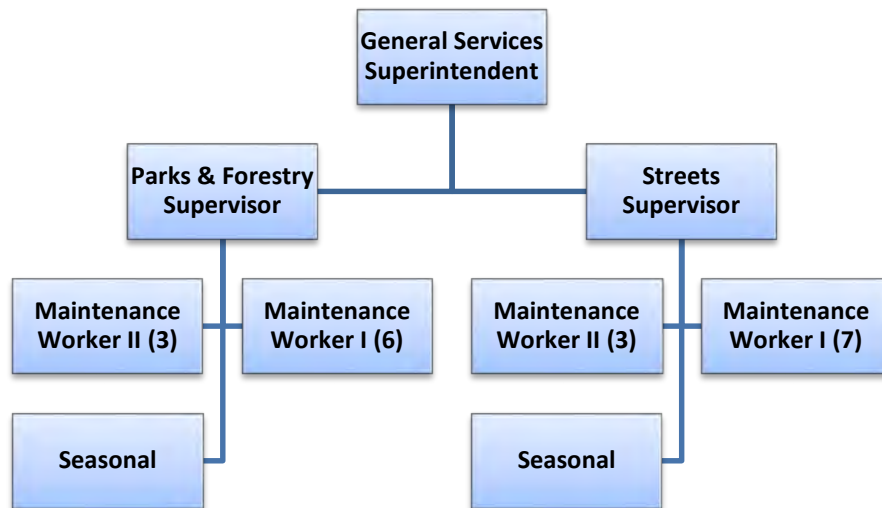 General Services
Superintendent
Parks & Forestry
Supervisor
Streets
Supervisor
Maintenance
Worker II (3)
Maintenance
Worker I (6)
Maintenance
Worker II (3)
Maintenance
Worker I (7)
Seasonal
Seasonal